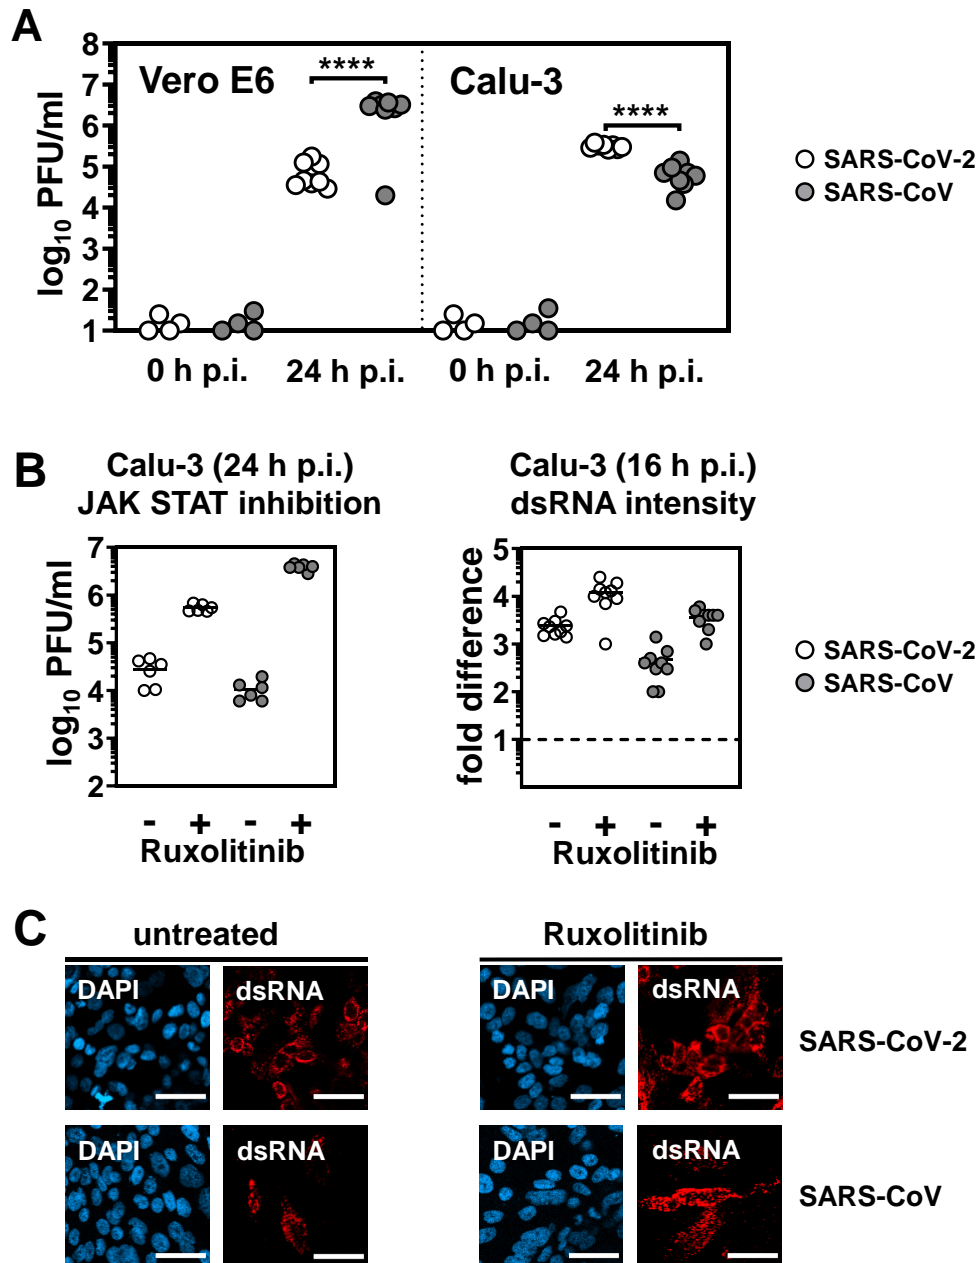 A
8
7
6
5
4
3
2
1
log10 PFU/ml
Vero E6
****
Calu-3
****
0 h p.i.
24 h p.i.
0 h p.i.
24 h p.i.
SARS-CoV-2
SARS-CoV
B
Calu-3 (24 h p.i.)
JAK STAT inhibition
7
6
5
4
3
2
log10 PFU/ml
- + - +
Ruxolitinib
Calu-3 (16 h p.i.)
dsRNA intensity
5
4
3
2
1
fold difference
- + - +
Ruxolitinib
SARS-CoV-2
SARS-CoV
C
untreated
Ruxolitinib
DAPI
dsRNA
DAPI
dsRNA
SARS-CoV-2
DAPI
dsRNA
DAPI
dsRNA
SARS-CoV